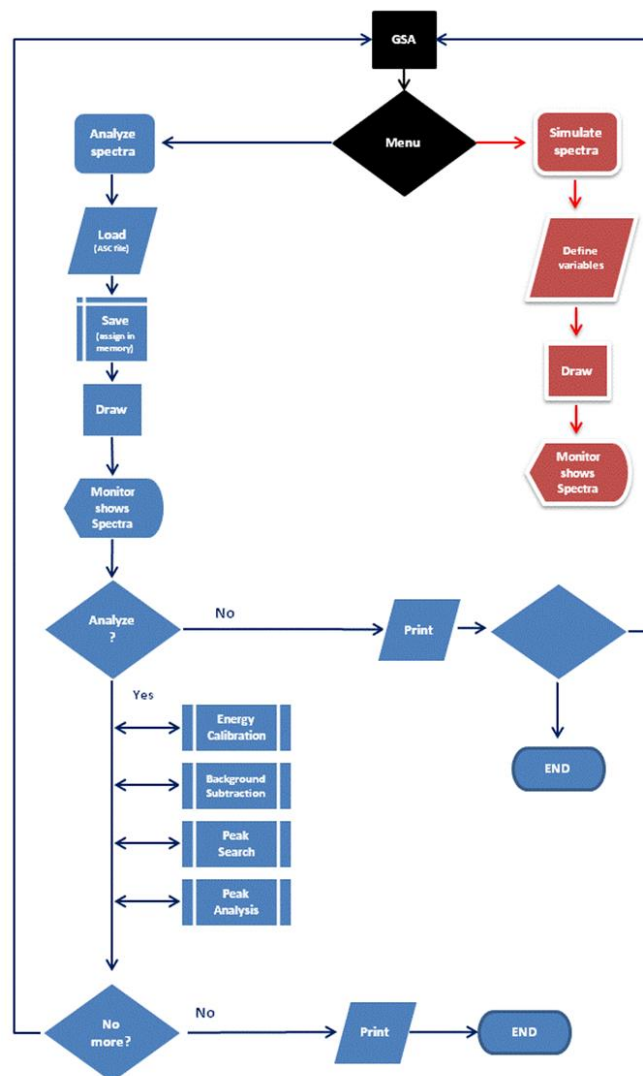 GSA
Menu
Analyze
spectra
Simulate
spectra
Load
(ASC file)
Define
variables
Save
(assign in
memory)
Draw
Draw
Monitor
shows
Spectra
Monitor
shows
Spectra
Analyze
?
No
Print
Yes
Energy
Calibration
Background
Subtraction
END
Peak
Search
Peak
Analysis
No
more?
No
Print
END